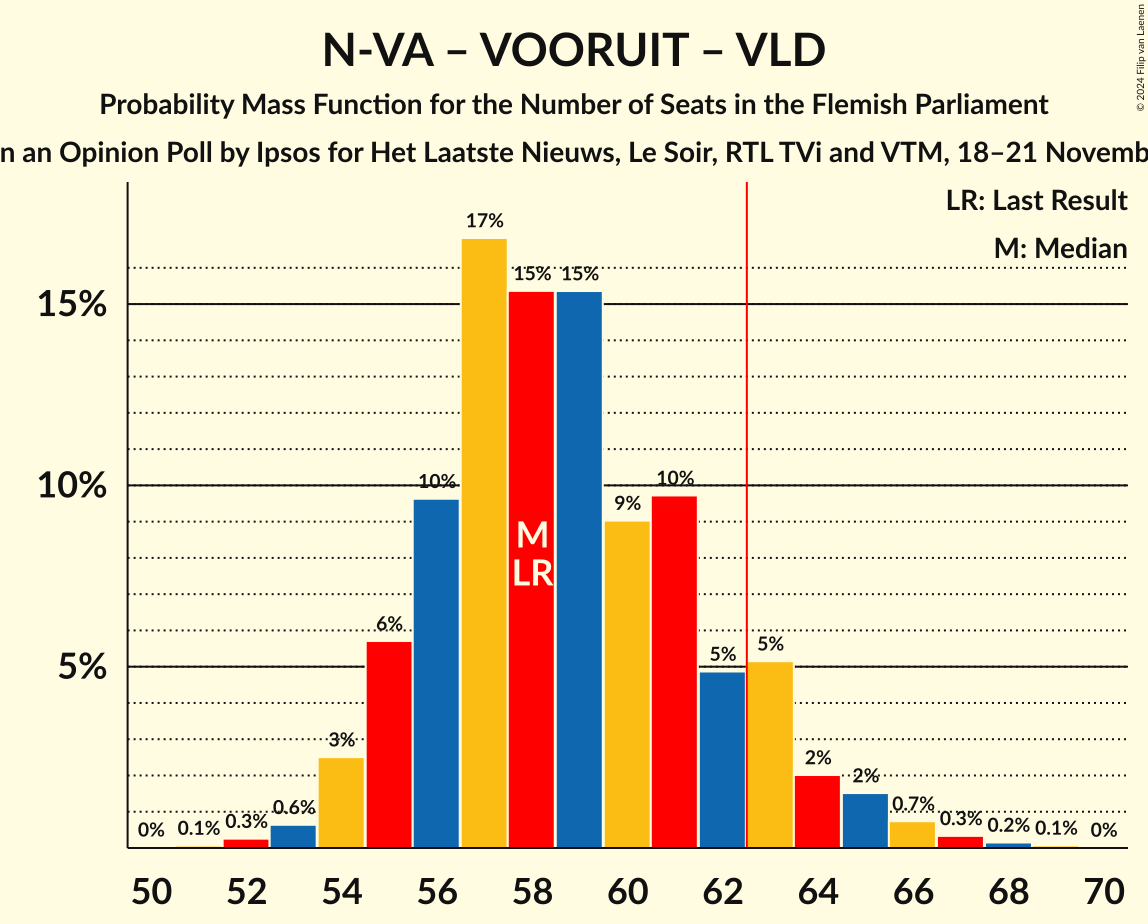 N-VA – VOORUIT – VLD
Probability Mass Function for the Number of Seats in the Flemish Parliament
n an Opinion Poll by Ipsos for Het Laatste Nieuws, Le Soir, RTL TVi and VTM, 18–21 Novemb
© 2024 Filip van Laenen
LR: Last Result
M: Median
17%
15% 15%
15%
10% 10%
10%
9%
M
LR
6%
5% 5%
5%
3%
2%
2%
0% 0.1% 0.3% 0.6% 0.7% 0.3% 0.2% 0.1% 0%
50 52 54 56 58 60 62 64 66 68 70